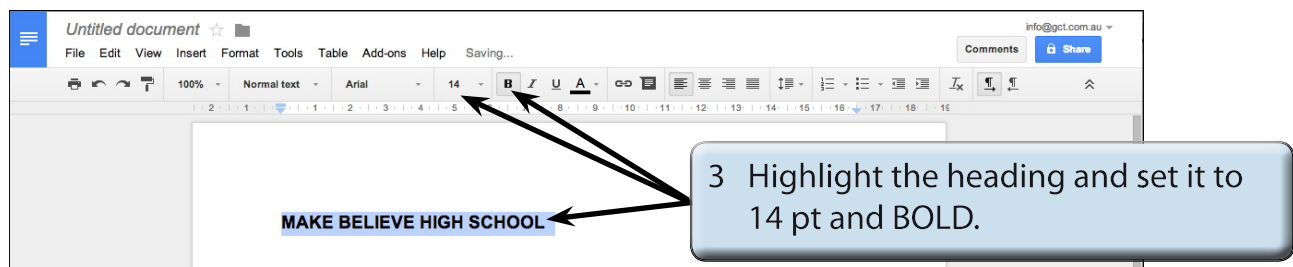 Untitled document
info@gct.com.au
File Edit View Insert Format Tools Table Add-ons Help Saving...
Comments Share
100% Normal text Arial 14 B I U A
2 1 1 2 3 4 5 8 9 10 11 12 13 14 15 16 17 18 19
MAKE BELIEVE HIGH SCHOOL
3 Highlight the heading and set it to
14 pt and BOLD.